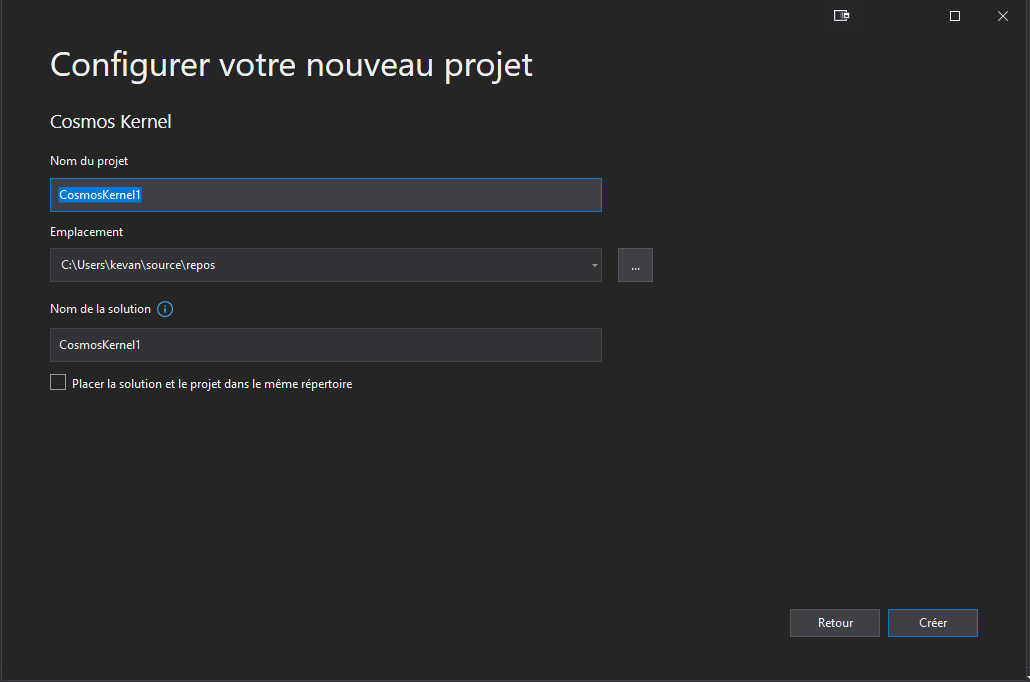 Configurer votre nouveau projet
Cosmos Kernel
Nom du projet
CosmosKernel1
Emplacement
C:\Users\kevan\source\repos
...
Nom de la solution
CosmosKernel1
Placer la solution et le projet dans le même répertoire
Retour
Créer